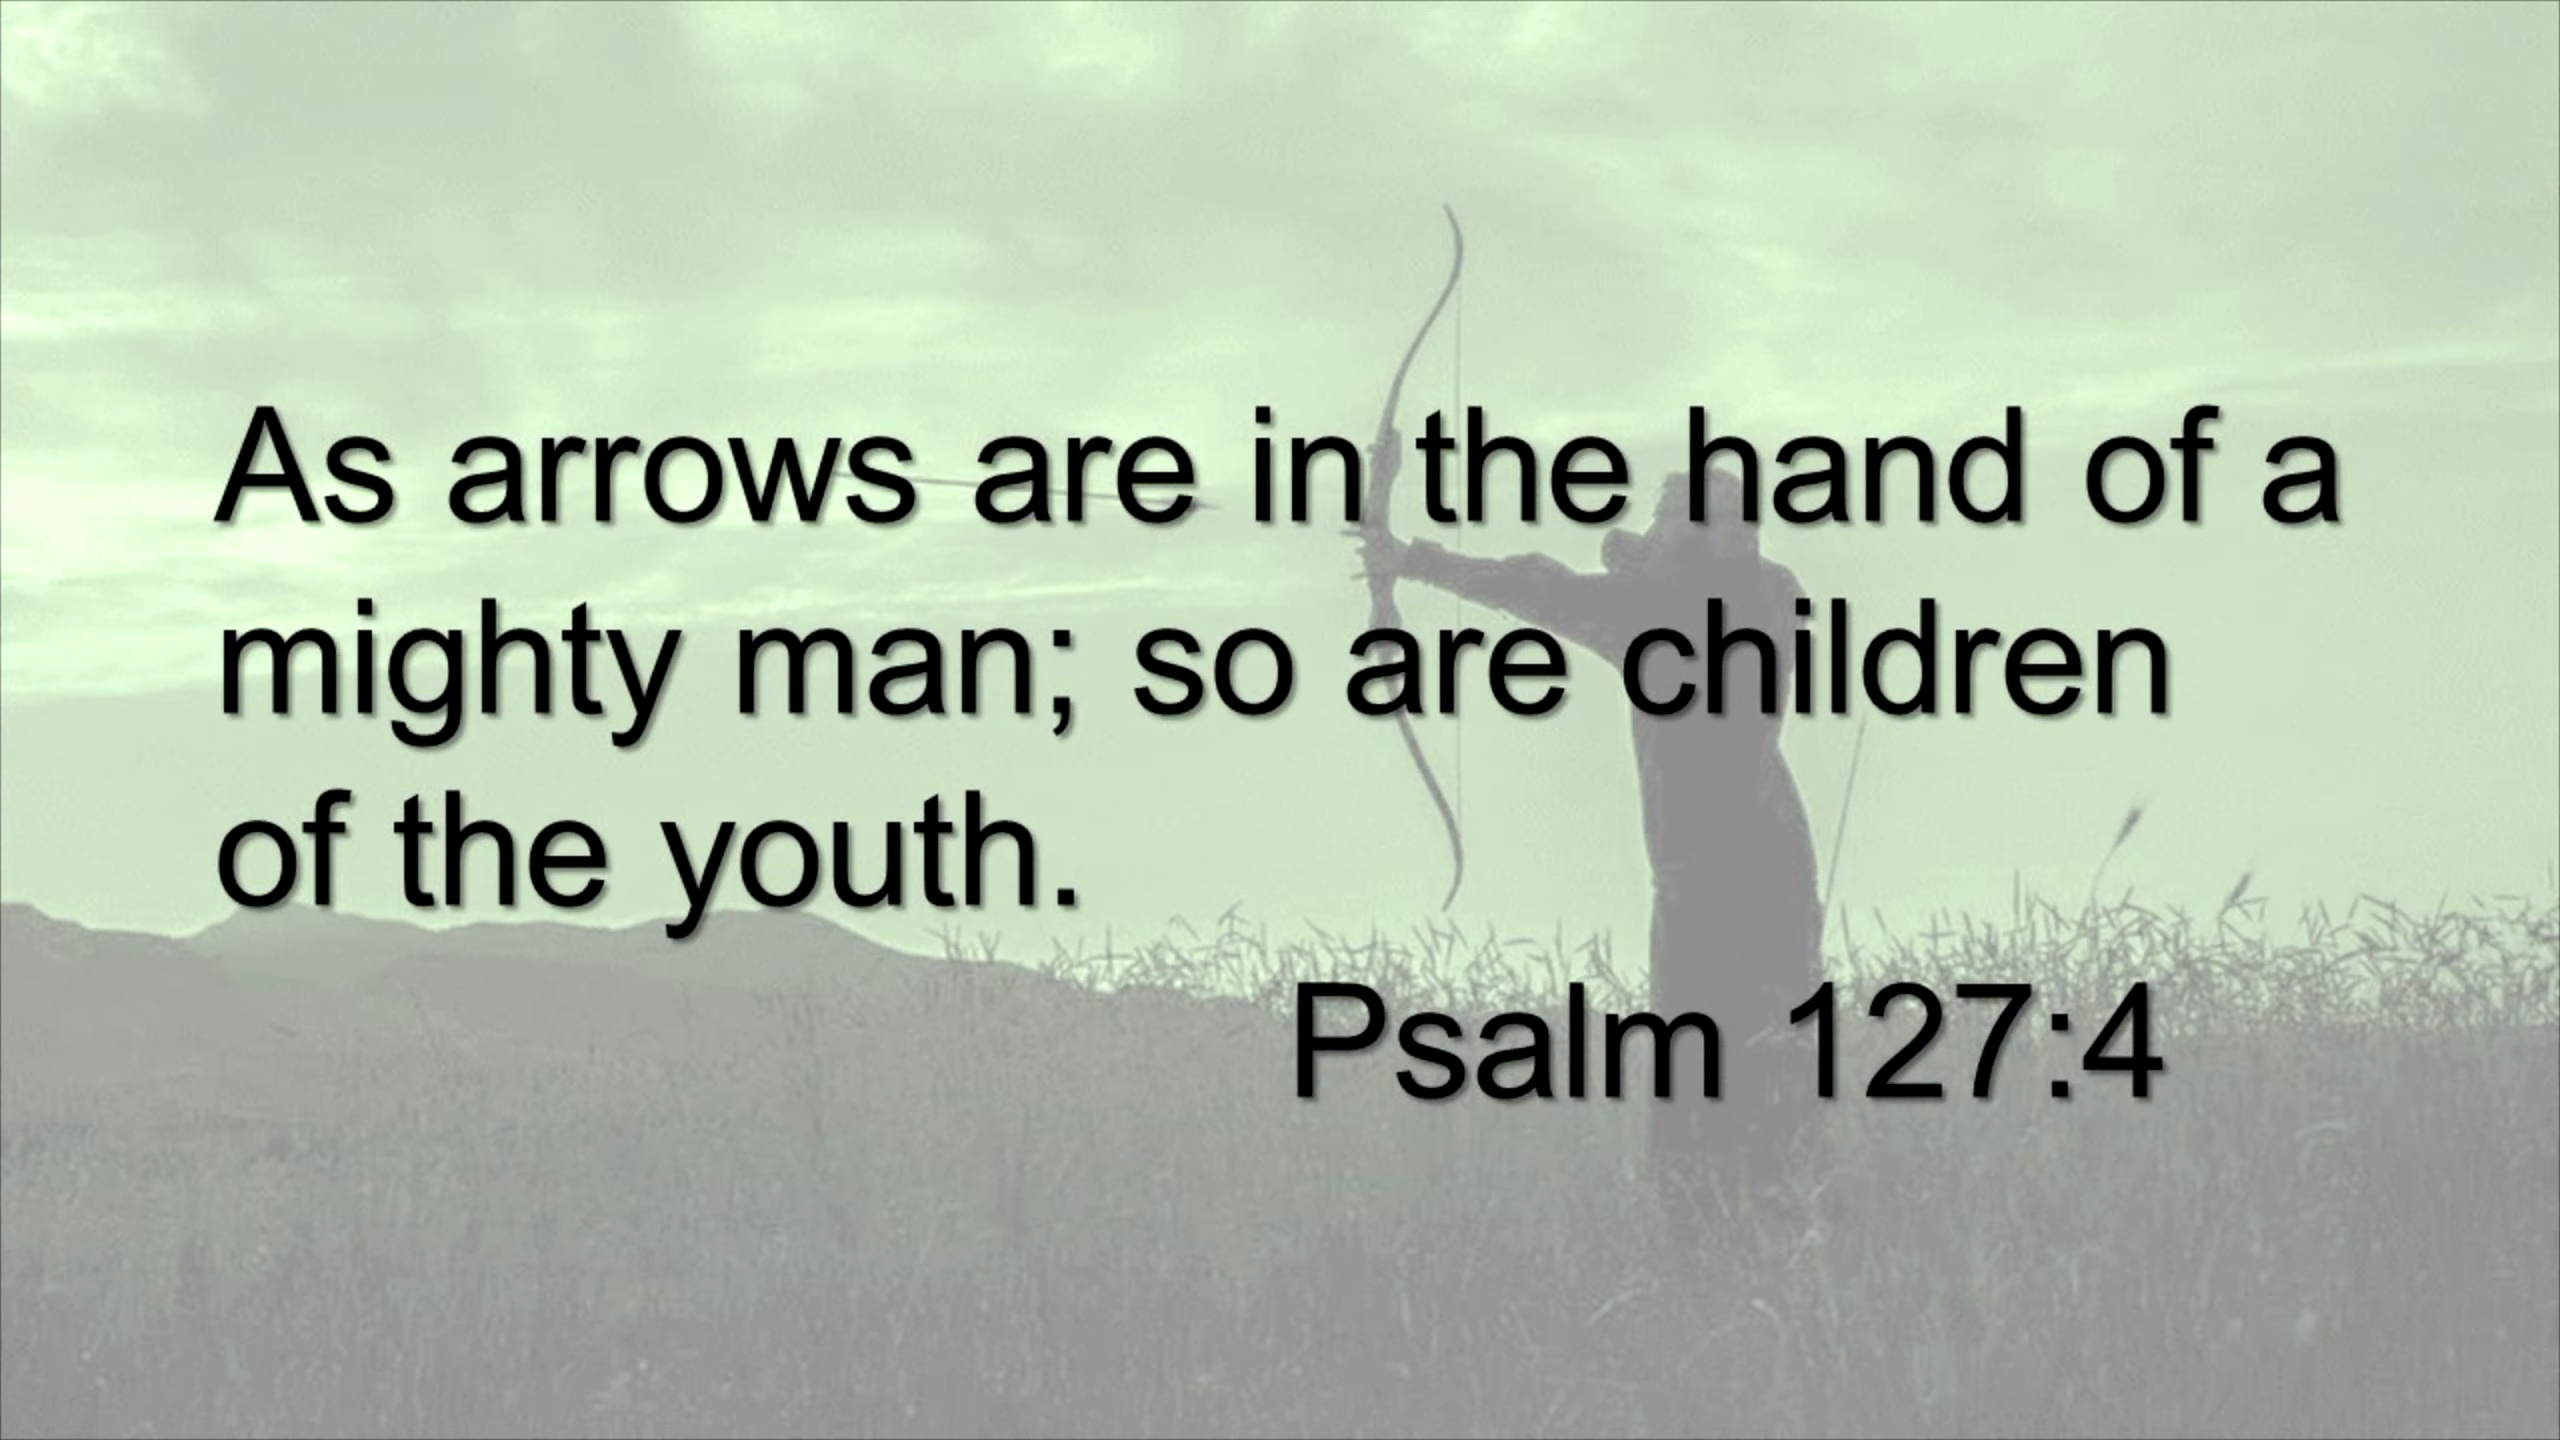 As arrows are in the hand of a
mighty man; so are children
of the youth.
Psalm 127:4